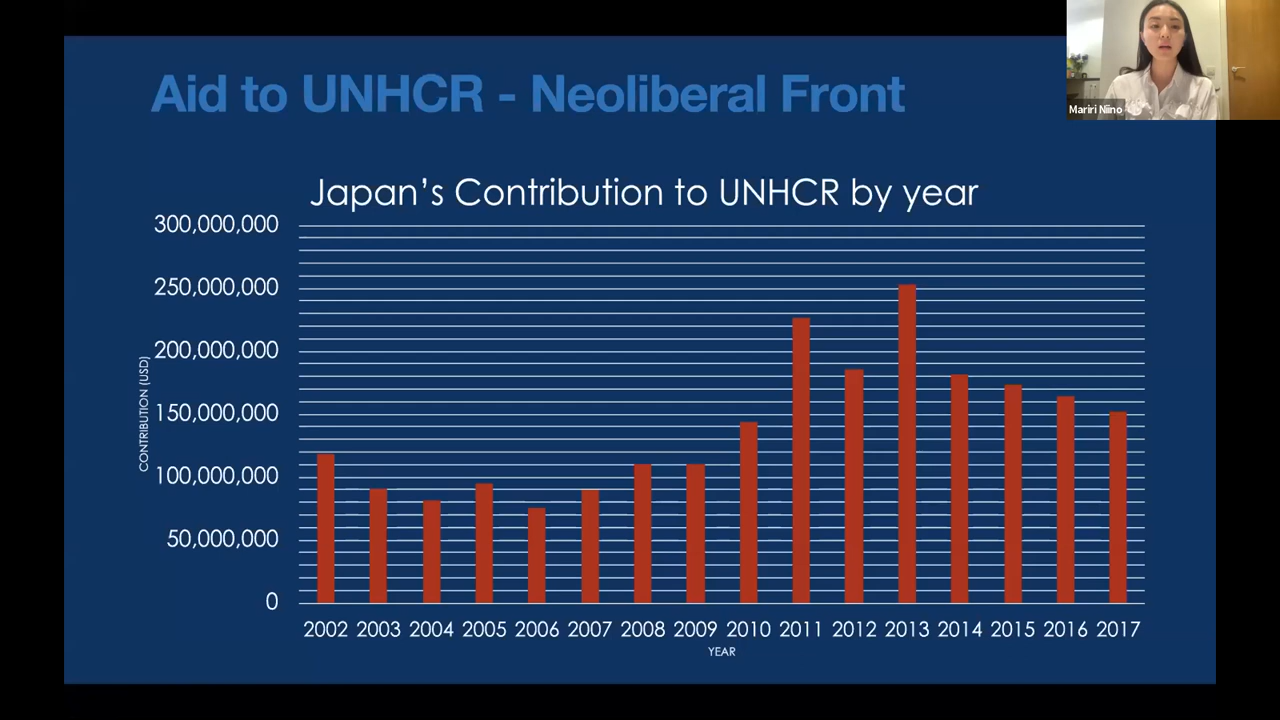 Aid to UNHCR - Neoliberal Front
Mariri Niino
Japan's Contribution to UNHCR by year
300,000,000
250,000,000
200,000,000
150,000,000
100,000,000
50,000,000
0
CONTRIBUTION (USD)
2002 2003 2004 2005 2006 2007 2008 2009 2010 2011 2012 2013 2014 2015 2016 2017
YEAR